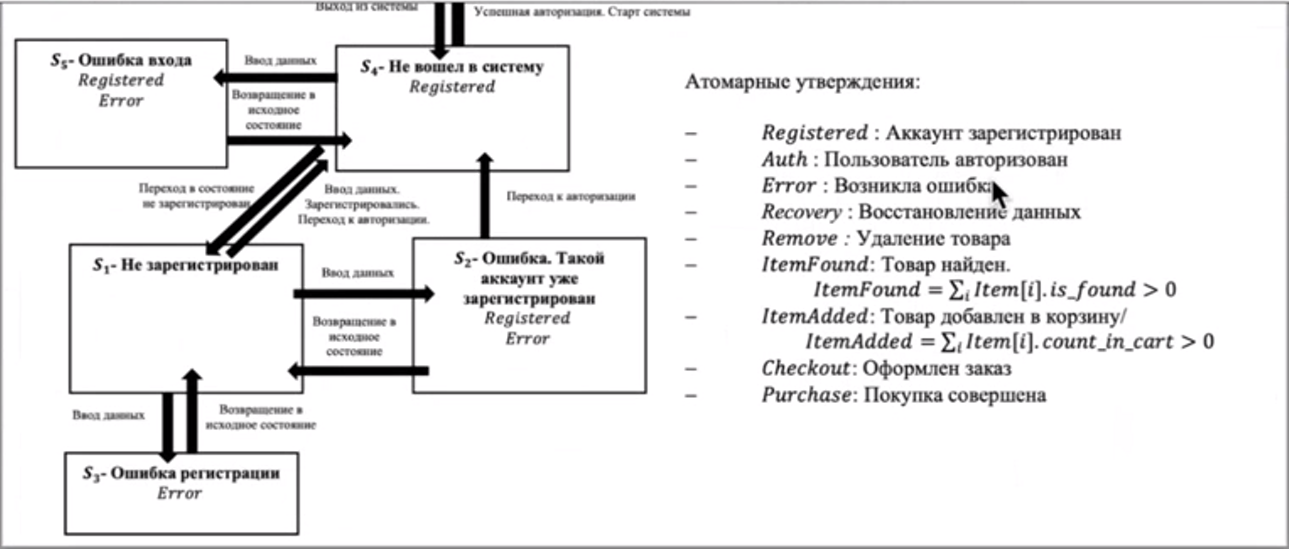 Выход из системы
Успешная авторизация. Старт системы
S₅- Ошибка входа
Registered
Error
Ввод данных
S₄- Не вошел в систему
Registered
Возвращение в
исходное
состояние
Переход в состояние
не зарегистрирован
Ввод данных.
Зарегистрировались.
Переход к авторизации.
Переход к авторизации
S₁- Не зарегистрирован
Ввод данных
S₂- Ошибка. Такой
аккаунт уже
зарегистрирован
Registered
Error
Возвращение в
исходное
состояние
Ввод данных
Возвращение в
исходное состояние
S₃- Ошибка регистрации
Error
Атомарные утверждения:
– Registered : Аккаунт зарегистрирован
– Auth : Пользователь авторизован
– Error : Возникла ошибка
– Recovery : Восстановление данных
– Remove : Удаление товара
– ItemFound: Товар найден.
ItemFound = ∑ᵢ Item[i].is_found > 0
– ItemAdded: Товар добавлен в корзину/
ItemAdded = ∑ᵢ Item[i].count_in_cart > 0
– Checkout: Оформлен заказ
– Purchase: Покупка совершена